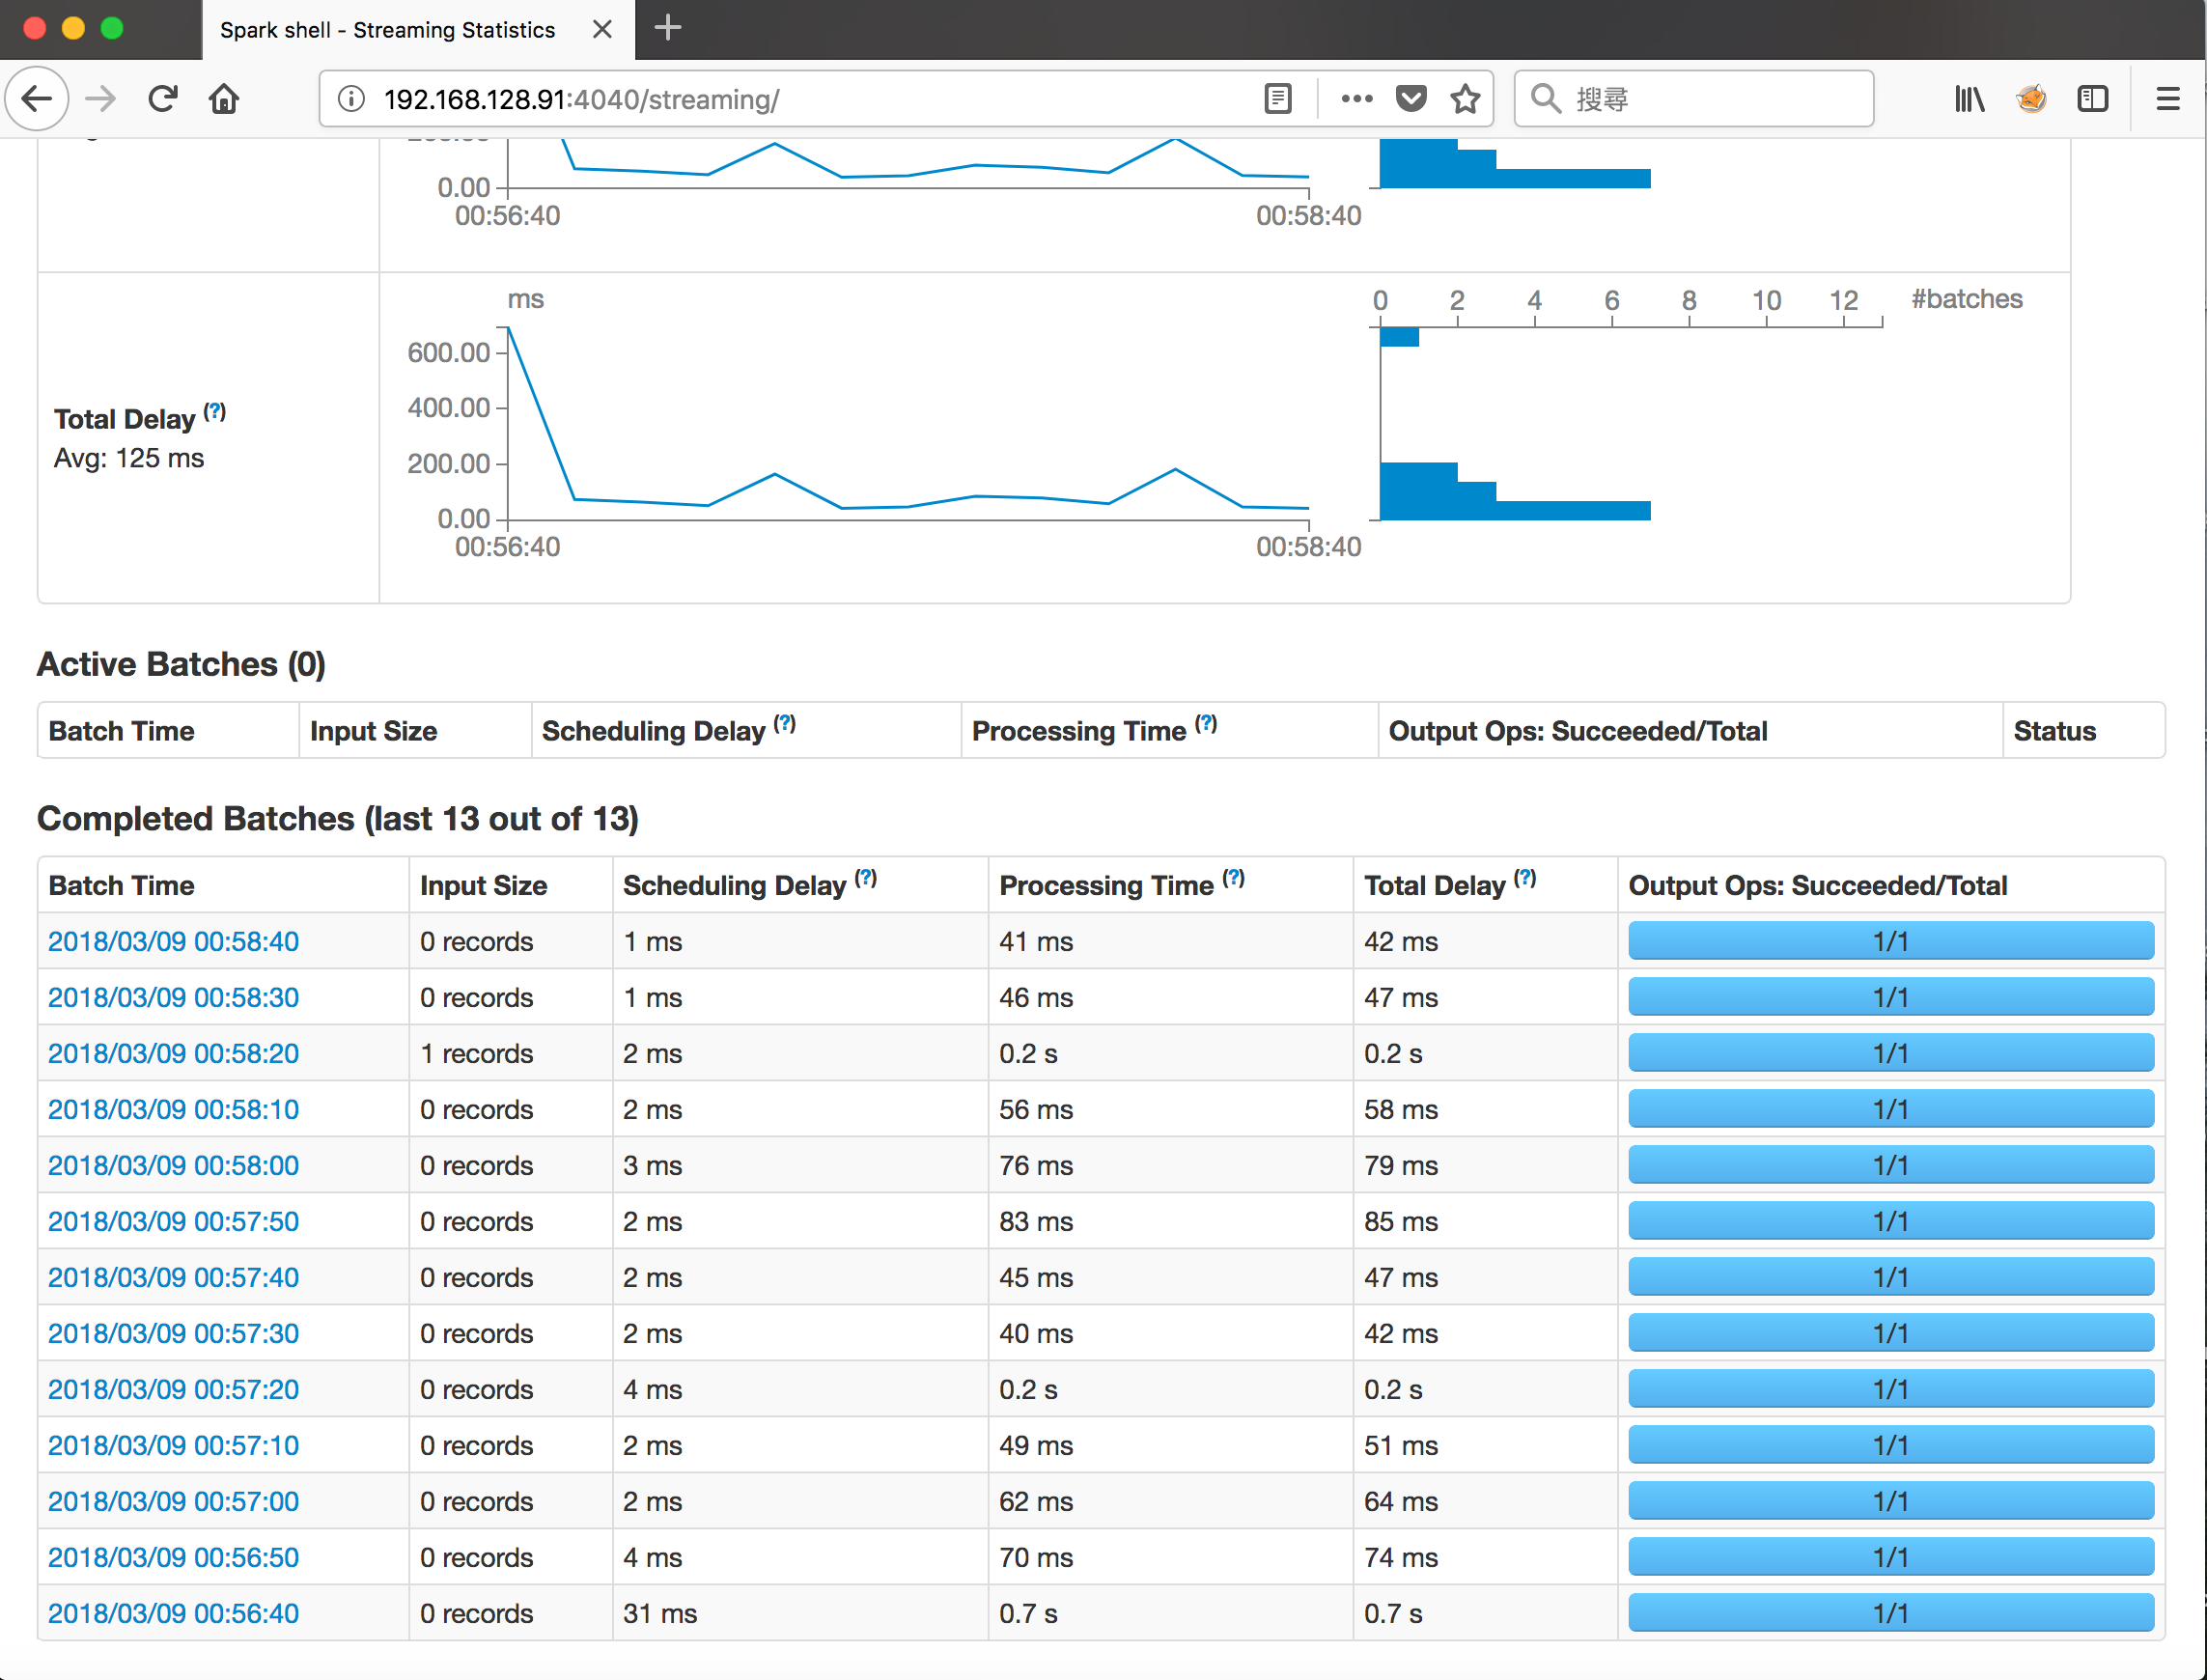 Spark shell - Streaming Statistics
192.168.128.91:4040/streaming/
搜尋
0.00
00:56:40 00:58:40
ms
0 2 4 6 8 10 12 #batches
600.00
400.00
Total Delay (?)
Avg: 125 ms
200.00
0.00
00:56:40 00:58:40
Active Batches (0)
Batch Time Input Size Scheduling Delay (?) Processing Time (?) Output Ops: Succeeded/Total Status
Completed Batches (last 13 out of 13)
Batch Time Input Size Scheduling Delay (?) Processing Time (?) Total Delay (?) Output Ops: Succeeded/Total
2018/03/09 00:58:40 0 records 1 ms 41 ms 42 ms 1/1
2018/03/09 00:58:30 0 records 1 ms 46 ms 47 ms 1/1
2018/03/09 00:58:20 1 records 2 ms 0.2 s 0.2 s 1/1
2018/03/09 00:58:10 0 records 2 ms 56 ms 58 ms 1/1
2018/03/09 00:58:00 0 records 3 ms 76 ms 79 ms 1/1
2018/03/09 00:57:50 0 records 2 ms 83 ms 85 ms 1/1
2018/03/09 00:57:40 0 records 2 ms 45 ms 47 ms 1/1
2018/03/09 00:57:30 0 records 2 ms 40 ms 42 ms 1/1
2018/03/09 00:57:20 0 records 4 ms 0.2 s 0.2 s 1/1
2018/03/09 00:57:10 0 records 2 ms 49 ms 51 ms 1/1
2018/03/09 00:57:00 0 records 2 ms 62 ms 64 ms 1/1
2018/03/09 00:56:50 0 records 4 ms 70 ms 74 ms 1/1
2018/03/09 00:56:40 0 records 31 ms 0.7 s 0.7 s 1/1